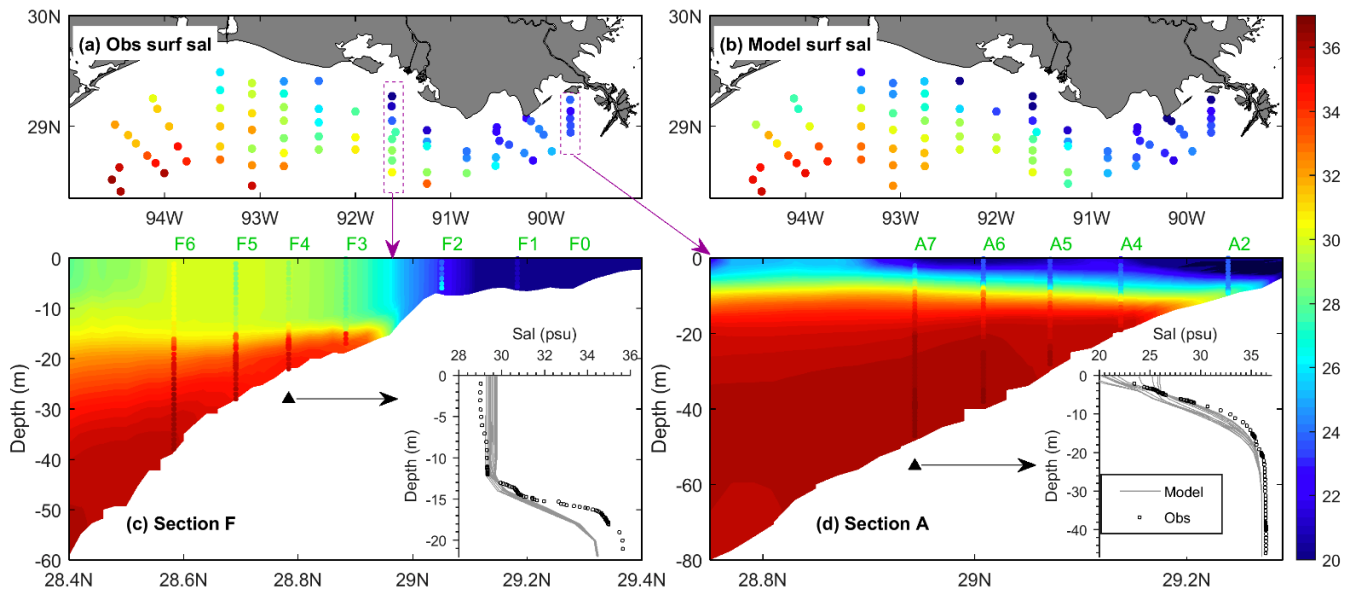 30N
(a) Obs surf sal
29N
94W 93W 92W 91W 90W
30N
(b) Model surf sal
29N
94W 93W 92W 91W 90W
F6 F5 F4 F3 F2 F1 F0
0
-10
-20
-30
-40
-50
-60
Depth (m)
28.4N 28.6N 28.8N 29N 29.2N 29.4N
(c) Section F
Sal (psu)
28 30 32 34 36
0
-5
-10
-15
-20
Depth (m)
A7 A6 A5 A4 A2
0
-20
-40
-60
-80
Depth (m)
28.8N 29N 29.2N
(d) Section A
Sal (psu)
20 25 30 35
0
-10
-20
-30
-40
Depth (m)
Model
Obs
36
34
32
30
28
26
24
22
20